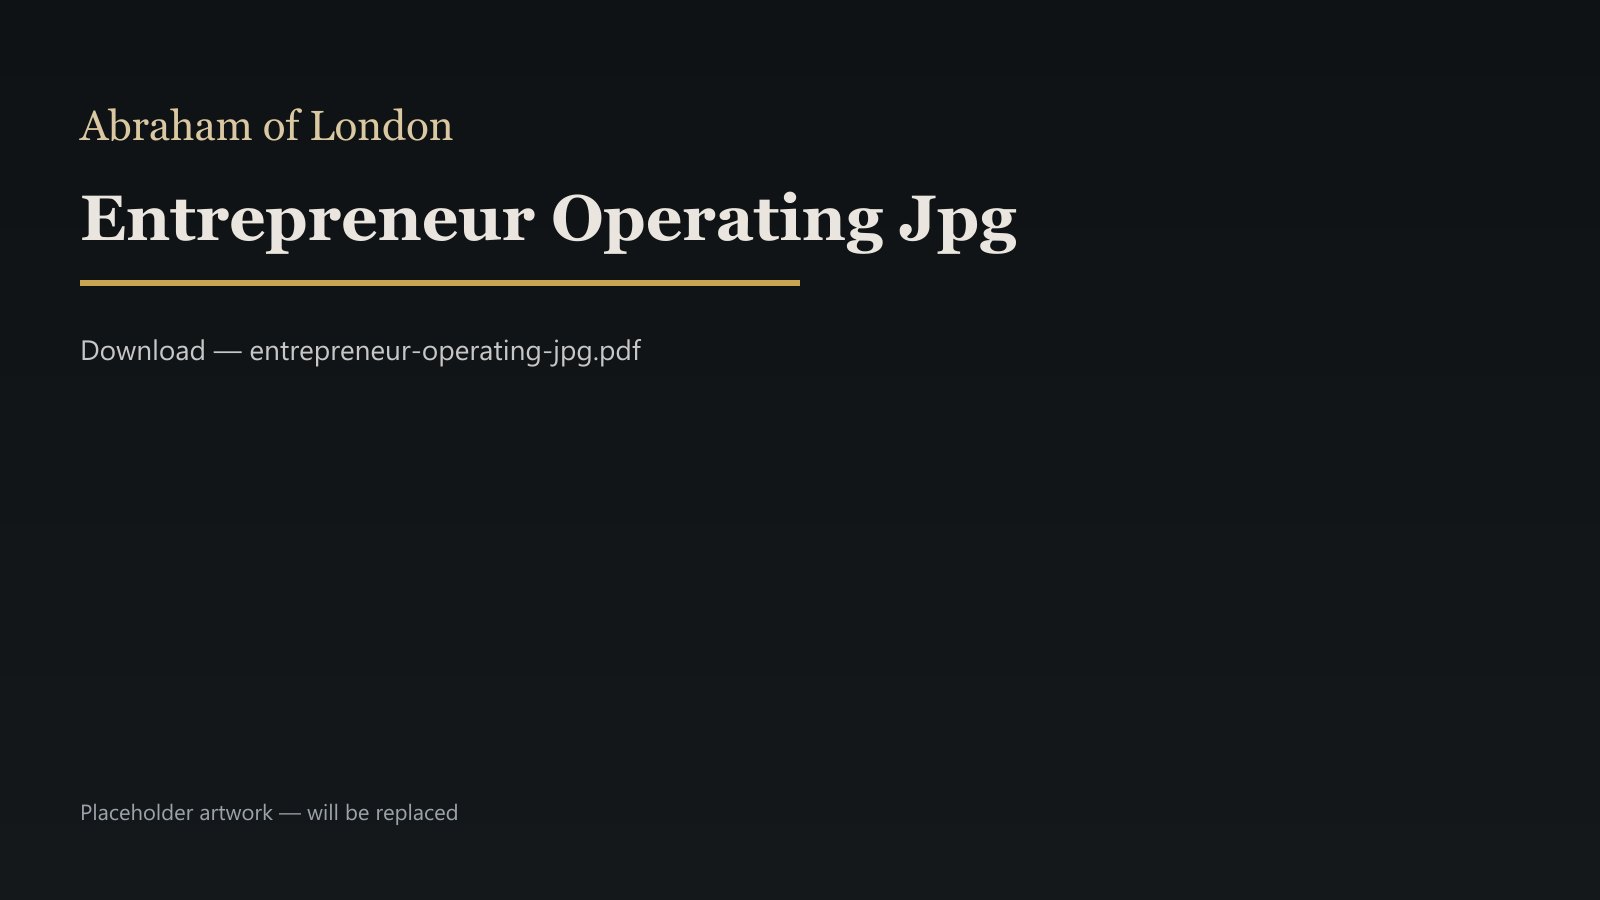 Abraham of London
Entrepreneur Operating Jpg
Download — entrepreneur-operating-jpg.pdf
Placeholder artwork — will be replaced